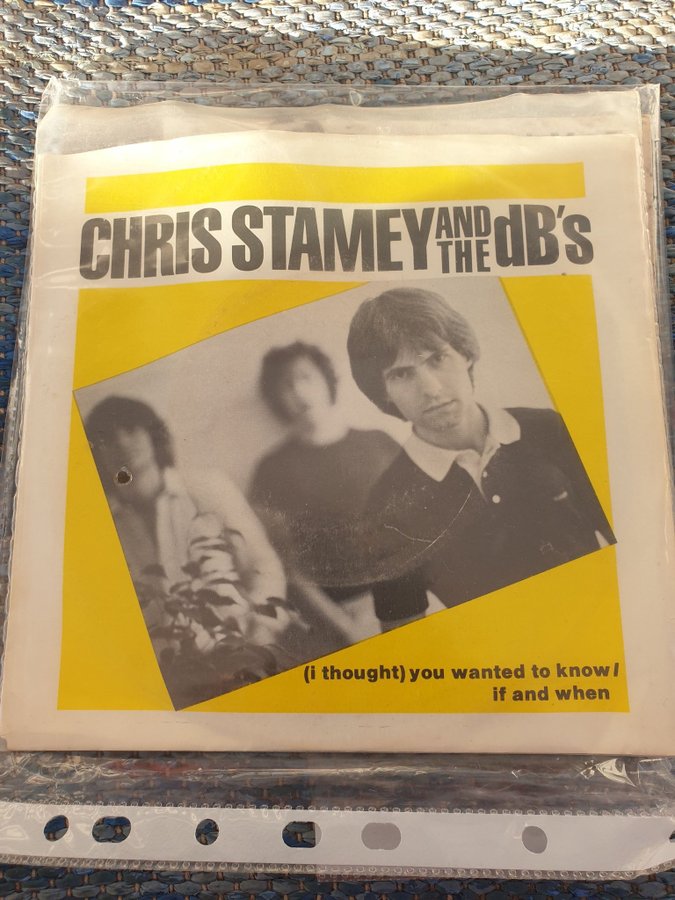 CHRIS STAMEY AND THE dB's
(i thought) you wanted to know/
if and when